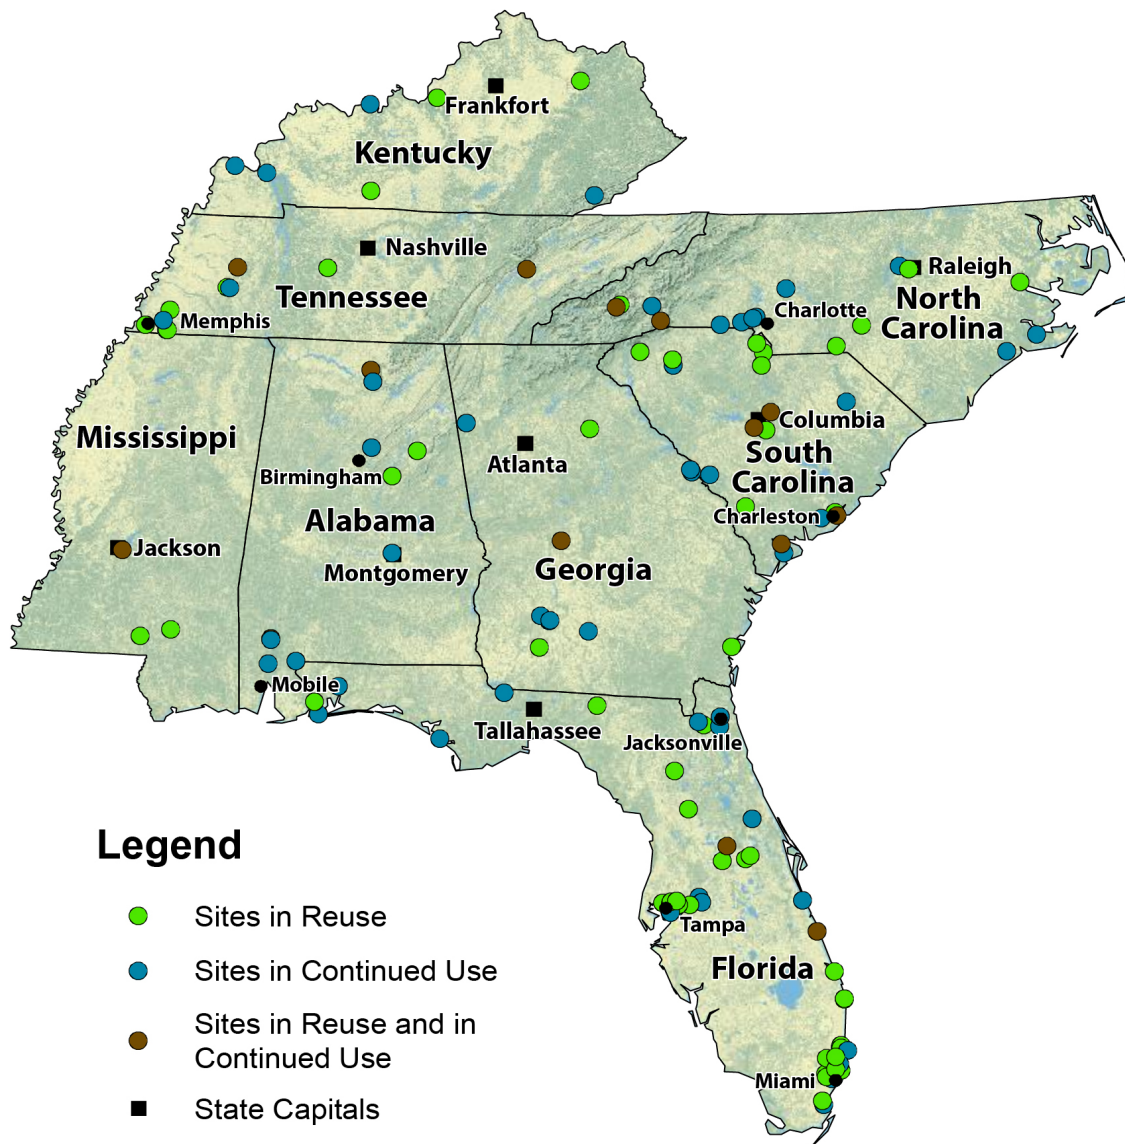 Frankfort
Kentucky
Nashville
Tennessee
Memphis
Raleigh
North
Carolina
Charlotte
Mississippi
Columbia
South
Carolina
Atlanta
Birmingham
Alabama
Charleston
Jackson
Montgomery
Georgia
Mobile
Tallahassee
Jacksonville
Tampa
Florida
Miami
Legend
Sites in Reuse
Sites in Continued Use
Sites in Reuse and in
Continued Use
State Capitals